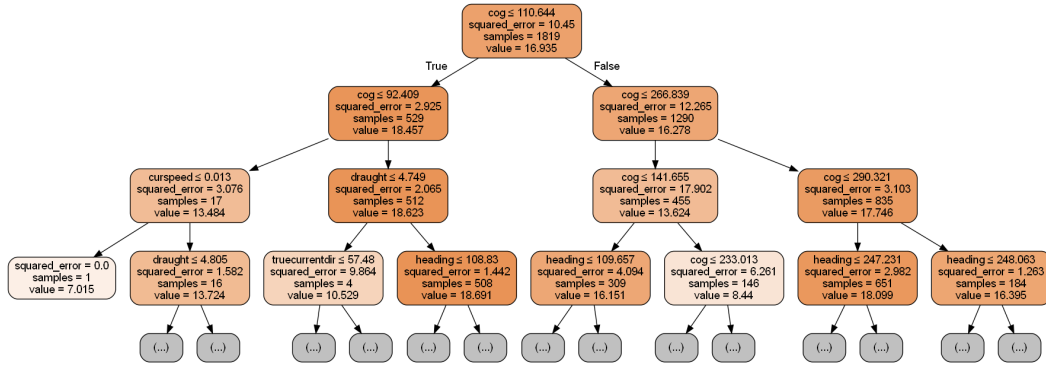 cog ≤ 110.644
squared_error = 10.45
samples = 1819
value = 16.935
True
False
cog ≤ 92.409
squared_error = 2.925
samples = 529
value = 18.457
cog ≤ 266.839
squared_error = 12.265
samples = 1290
value = 16.278
curspeed ≤ 0.013
squared_error = 3.076
samples = 17
value = 13.484
draught ≤ 4.749
squared_error = 2.065
samples = 512
value = 18.623
cog ≤ 141.655
squared_error = 17.902
samples = 455
value = 13.624
cog ≤ 290.321
squared_error = 3.103
samples = 835
value = 17.746
squared_error = 0.0
samples = 1
value = 7.015
draught ≤ 4.805
squared_error = 1.582
samples = 16
value = 13.724
truecurrentdir ≤ 57.48
squared_error = 9.864
samples = 4
value = 10.529
heading ≤ 108.83
squared_error = 1.442
samples = 508
value = 18.691
heading ≤ 109.657
squared_error = 4.094
samples = 309
value = 16.151
cog ≤ 233.013
squared_error = 6.261
samples = 146
value = 8.44
heading ≤ 247.231
squared_error = 2.982
samples = 651
value = 18.099
heading ≤ 248.063
squared_error = 1.263
samples = 184
value = 16.395
(...)
(...)
(...)
(...)
(...)
(...)
(...)
(...)
(...)
(...)
(...)
(...)
(...)
(...)